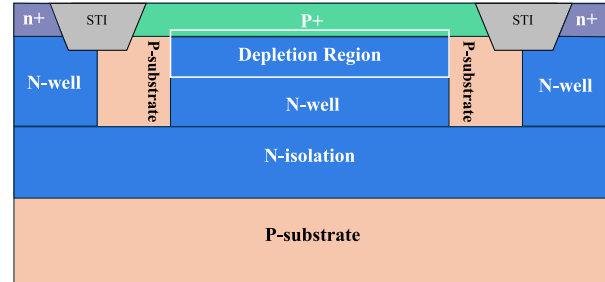 n+
STI
P+
STI
n+
N-well
P-substrate
Depletion Region
P-substrate
N-well
N-well
N-isolation
P-substrate